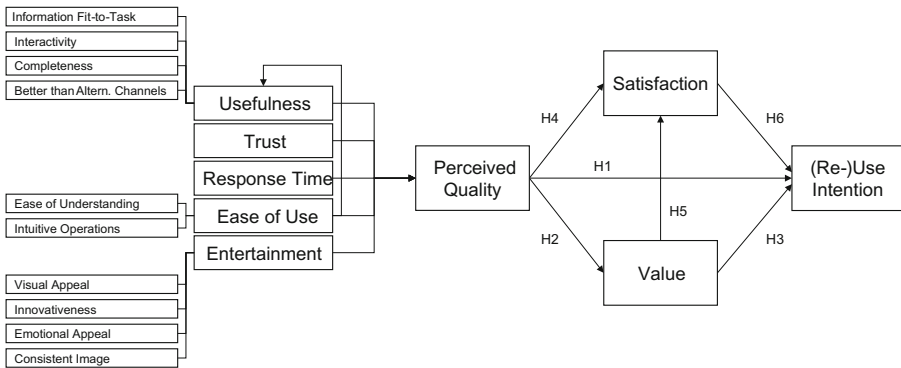 Information Fit-to-Task
Interactivity
Completeness
Better than Altern. Channels
Usefulness
Trust
Response Time
Ease of Use
Entertainment
Ease of Understanding
Intuitive Operations
Visual Appeal
Innovativeness
Emotional Appeal
Consistent Image
Perceived
Quality
Satisfaction
Value
(Re-)Use
Intention
H4
H6
H1
H5
H2
H3